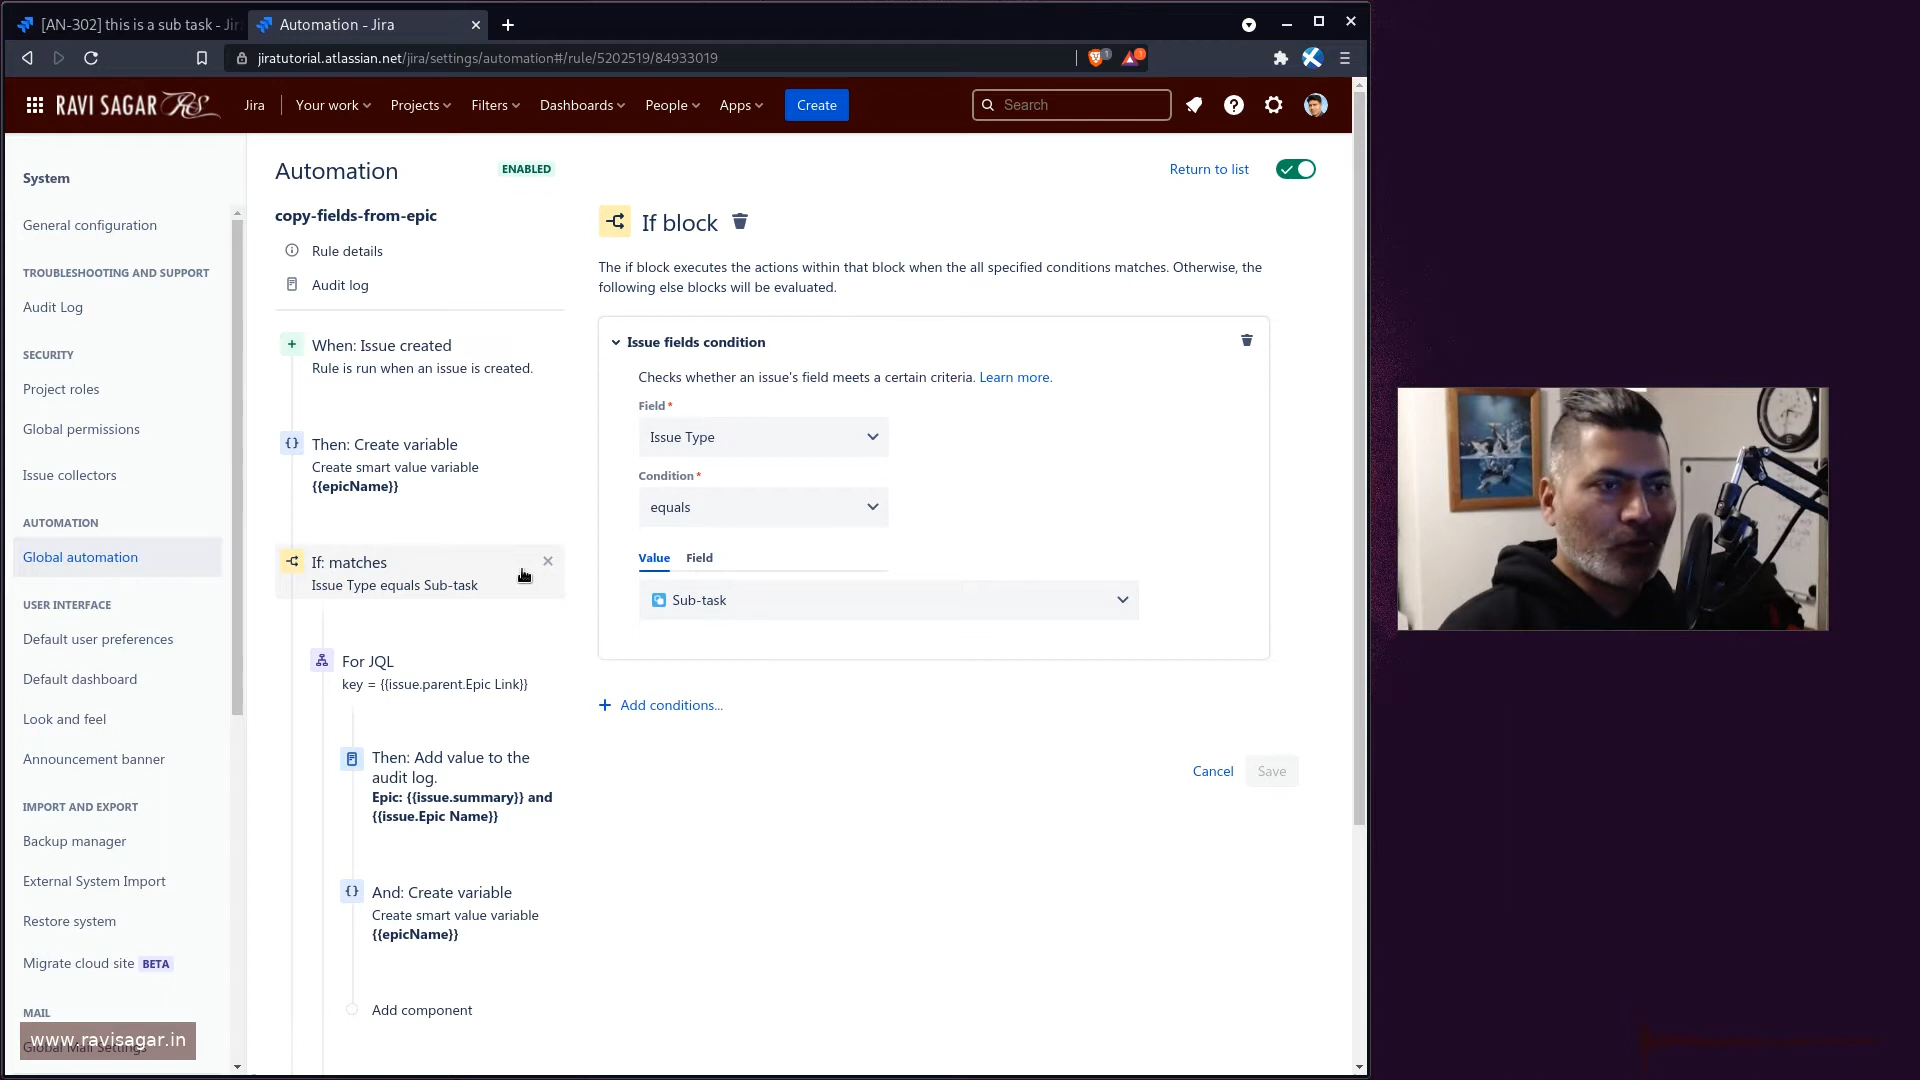 [AN-302] this is a sub task - Jir
Automation - Jira
jiratutorial.atlassian.net/jira/settings/automation#/rule/5202519/84933019
1
1
RAVI SAGAR RS
Jira
Your work
Projects
Filters
Dashboards
People
Apps
Create
Search
System
General configuration
TROUBLESHOOTING AND SUPPORT
Audit Log
SECURITY
Project roles
Global permissions
Issue collectors
AUTOMATION
Global automation
USER INTERFACE
Default user preferences
Default dashboard
Look and feel
Announcement banner
IMPORT AND EXPORT
Backup manager
External System Import
Restore system
Migrate cloud site BETA
MAIL
Global Mail Settings
www.ravisagar.in
Automation
ENABLED
Return to list
copy-fields-from-epic
Rule details
Audit log
When: Issue created
Rule is run when an issue is created.
Then: Create variable
Create smart value variable
{{epicName}}
If: matches
Issue Type equals Sub-task
For JQL
key = {{issue.parent.Epic Link}}
Then: Add value to the
audit log.
Epic: {{issue.summary}} and
{{issue.Epic Name}}
And: Create variable
Create smart value variable
{{epicName}}
Add component
If block
The if block executes the actions within that block when the all specified conditions matches. Otherwise, the
following else blocks will be evaluated.
Issue fields condition
Checks whether an issue's field meets a certain criteria. Learn more.
Field*
Issue Type
Condition*
equals
Value
Field
Sub-task
Add conditions...
Cancel
Save